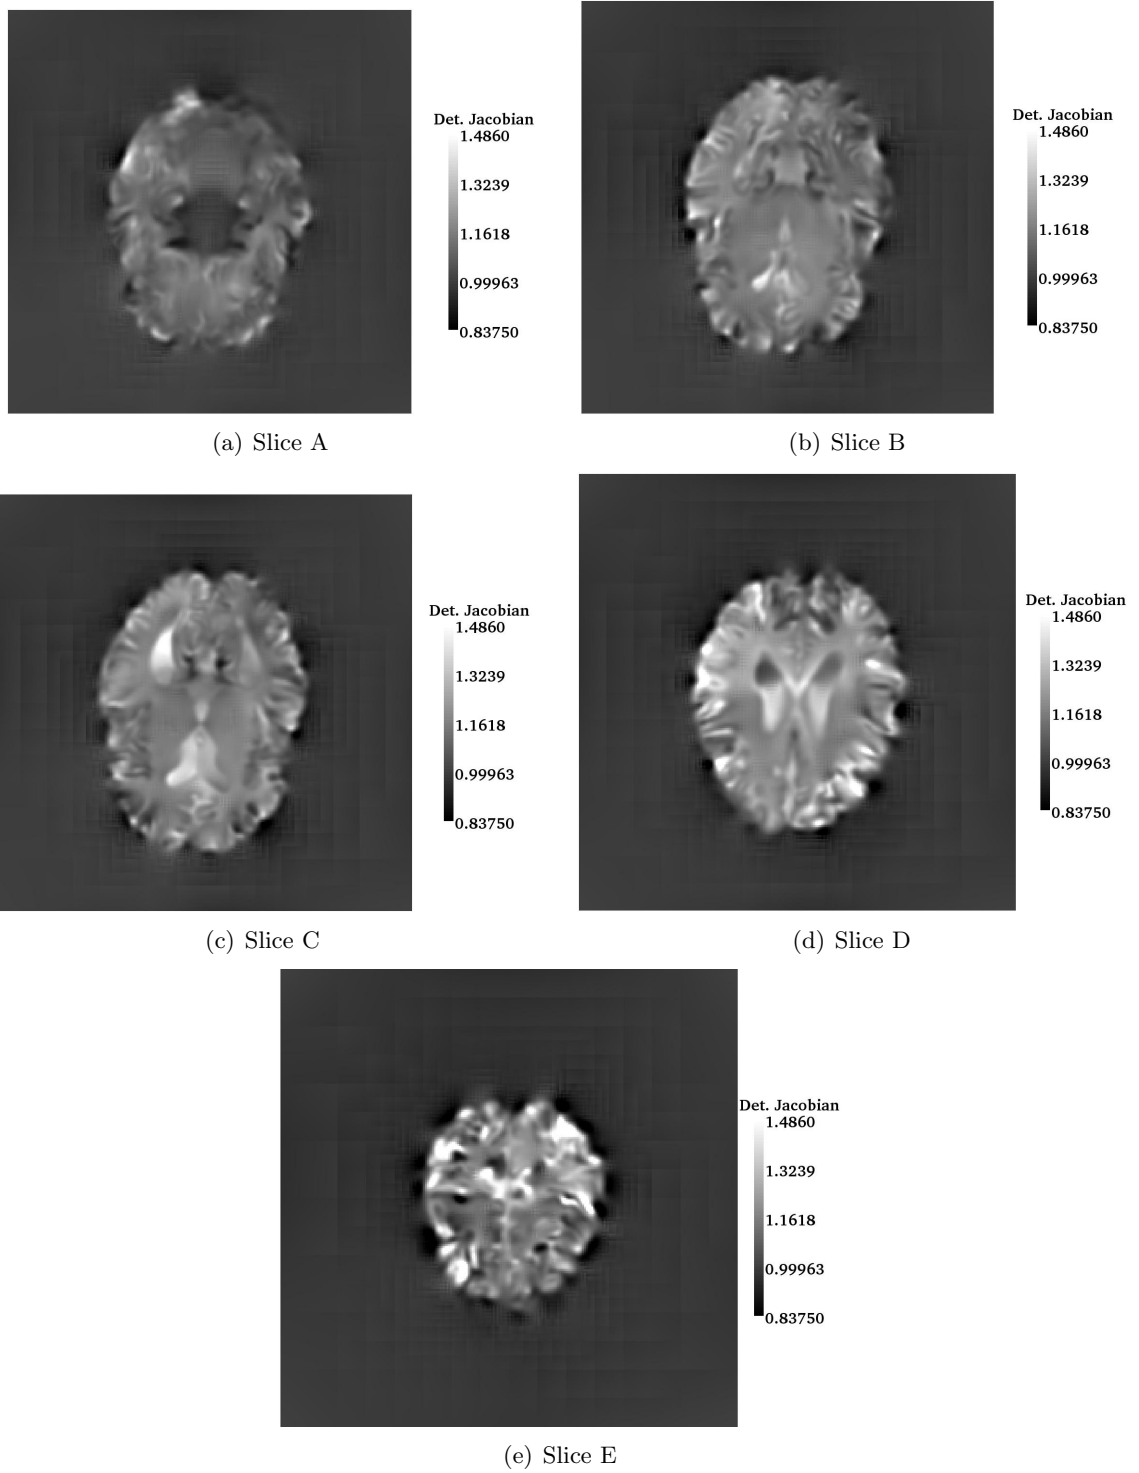 Det. Jacobian
1.4860
1.3239
1.1618
0.99963
0.83750
(a) Slice A
Det. Jacobian
1.4860
1.3239
1.1618
0.99963
0.83750
(b) Slice B
Det. Jacobian
1.4860
1.3239
1.1618
0.99963
0.83750
(c) Slice C
Det. Jacobian
1.4860
1.3239
1.1618
0.99963
0.83750
(d) Slice D
Det. Jacobian
1.4860
1.3239
1.1618
0.99963
0.83750
(e) Slice E